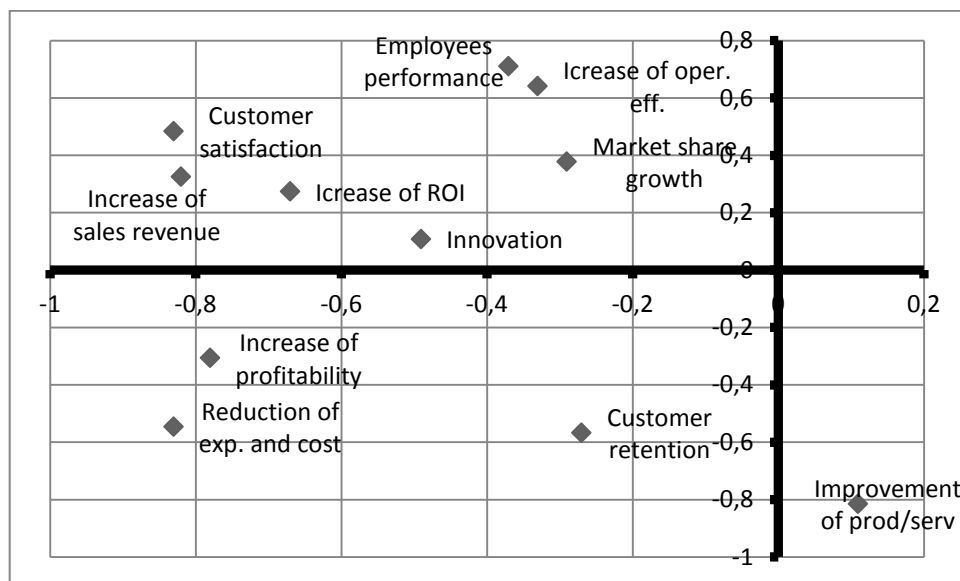 0,8
Employees
performance
Icrease of oper.
eff.
0,6
Customer
satisfaction
Market share
growth
0,4
Increase of
sales revenue
Icrease of ROI
0,2
Innovation
0
-1
-0,8
-0,6
-0,4
-0,2
0
0,2
-0,2
Increase of
profitability
-0,4
Reduction of
exp. and cost
Customer
retention
-0,6
-0,8
Improvement
of prod/serv
-1